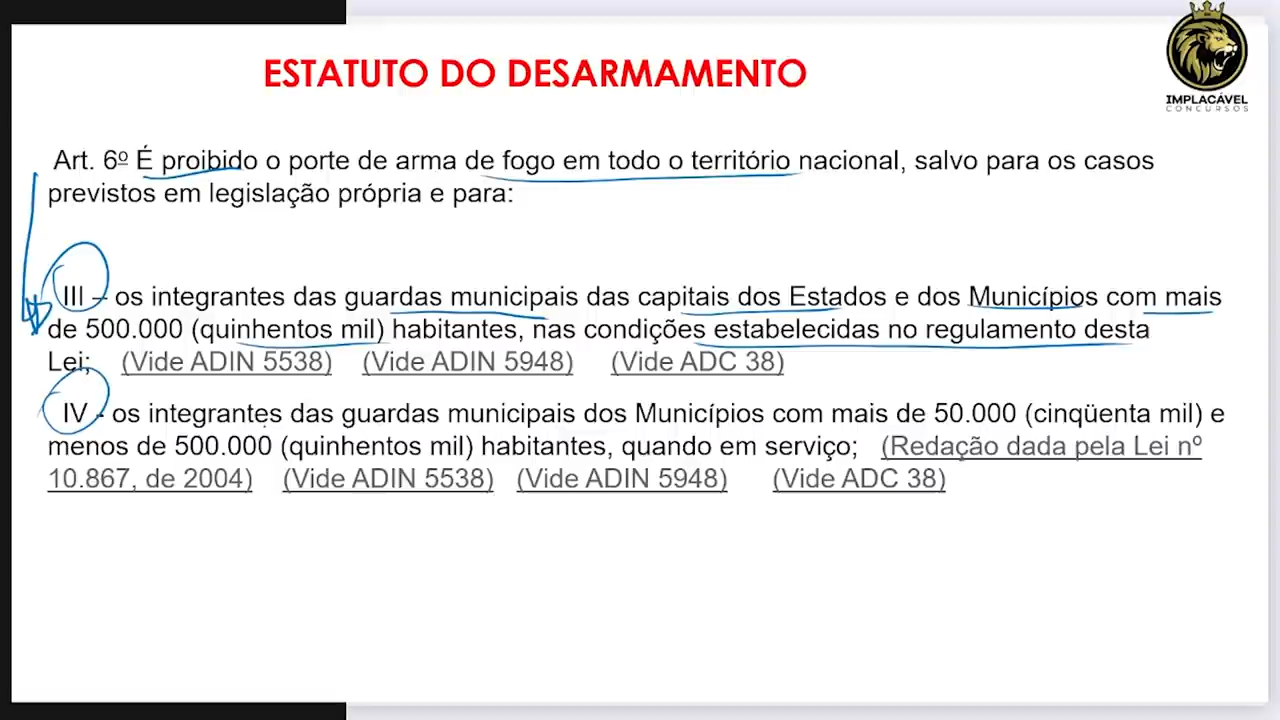 ESTATUTO DO DESARMAMENTO
IMPLACÁVEL
CONCURSOS
Art. 6º É proibido o porte de arma de fogo em todo o território nacional, salvo para os casos
previstos em legislação própria e para:
III – os integrantes das guardas municipais das capitais dos Estados e dos Municípios com mais
de 500.000 (quinhentos mil) habitantes, nas condições estabelecidas no regulamento desta
Lei; (Vide ADIN 5538) (Vide ADIN 5948) (Vide ADC 38)
IV - os integrantes das guardas municipais dos Municípios com mais de 50.000 (cinqüenta mil) e
menos de 500.000 (quinhentos mil) habitantes, quando em serviço; (Redação dada pela Lei nº
10.867, de 2004) (Vide ADIN 5538) (Vide ADIN 5948) (Vide ADC 38)